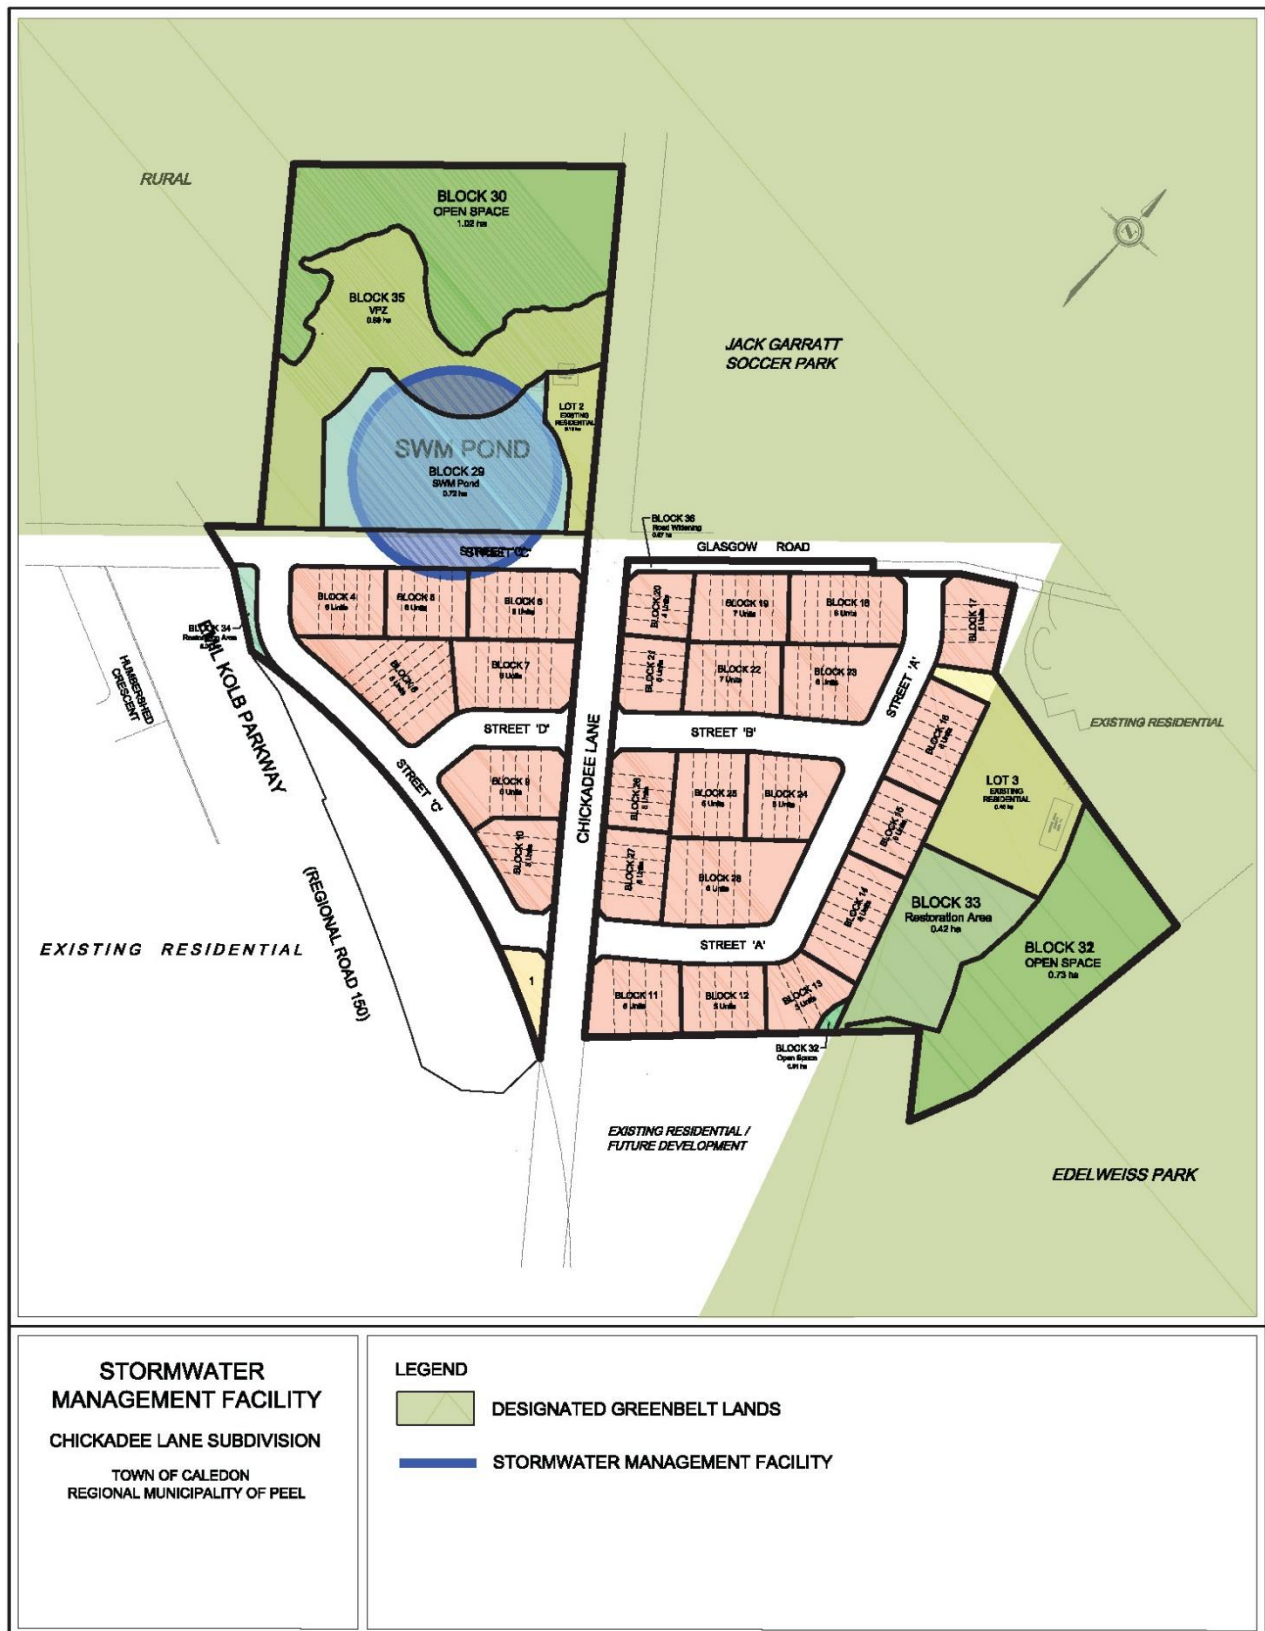 RURAL
BLOCK 30
OPEN SPACE
1.02 ha
BLOCK 35
VPZ
JACK GARRATT
SOCCER PARK
LOT 2
EXISTING
RESIDENTIAL
SWM POND
BLOCK 29
SWM Pond
0.72 ha
BLOCK 36
Road Widening
GLASGOW ROAD
STREET 'C'
BLOCK 4
6 Units
BLOCK 5
BLOCK 6
BLOCK 20
BLOCK 19
7 Units
BLOCK 18
BLOCK 17
BLOCK 34
Restoration Area
EMIL KOLB PARKWAY
HUMBERSHED
CRESCENT
BLOCK 7
BLOCK 21
BLOCK 22
7 Units
BLOCK 23
STREET 'A'
STREET 'D'
STREET 'B'
BLOCK 16
EXISTING RESIDENTIAL
STREET 'C'
CHICKADEE LANE
BLOCK 9
BLOCK 26
BLOCK 25
BLOCK 24
LOT 3
EXISTING
RESIDENTIAL
BLOCK 15
BLOCK 10
BLOCK 27
BLOCK 28
BLOCK 14
BLOCK 33
Restoration Area
0.42 ha
(REGIONAL ROAD 150)
EXISTING RESIDENTIAL
STREET 'A'
BLOCK 32
OPEN SPACE
0.73 ha
1
BLOCK 11
BLOCK 12
BLOCK 13
BLOCK 32
Open Space
EXISTING RESIDENTIAL /
FUTURE DEVELOPMENT
EDELWEISS PARK
STORMWATER
MANAGEMENT FACILITY
CHICKADEE LANE SUBDIVISION
TOWN OF CALEDON
REGIONAL MUNICIPALITY OF PEEL
LEGEND
DESIGNATED GREENBELT LANDS
STORMWATER MANAGEMENT FACILITY